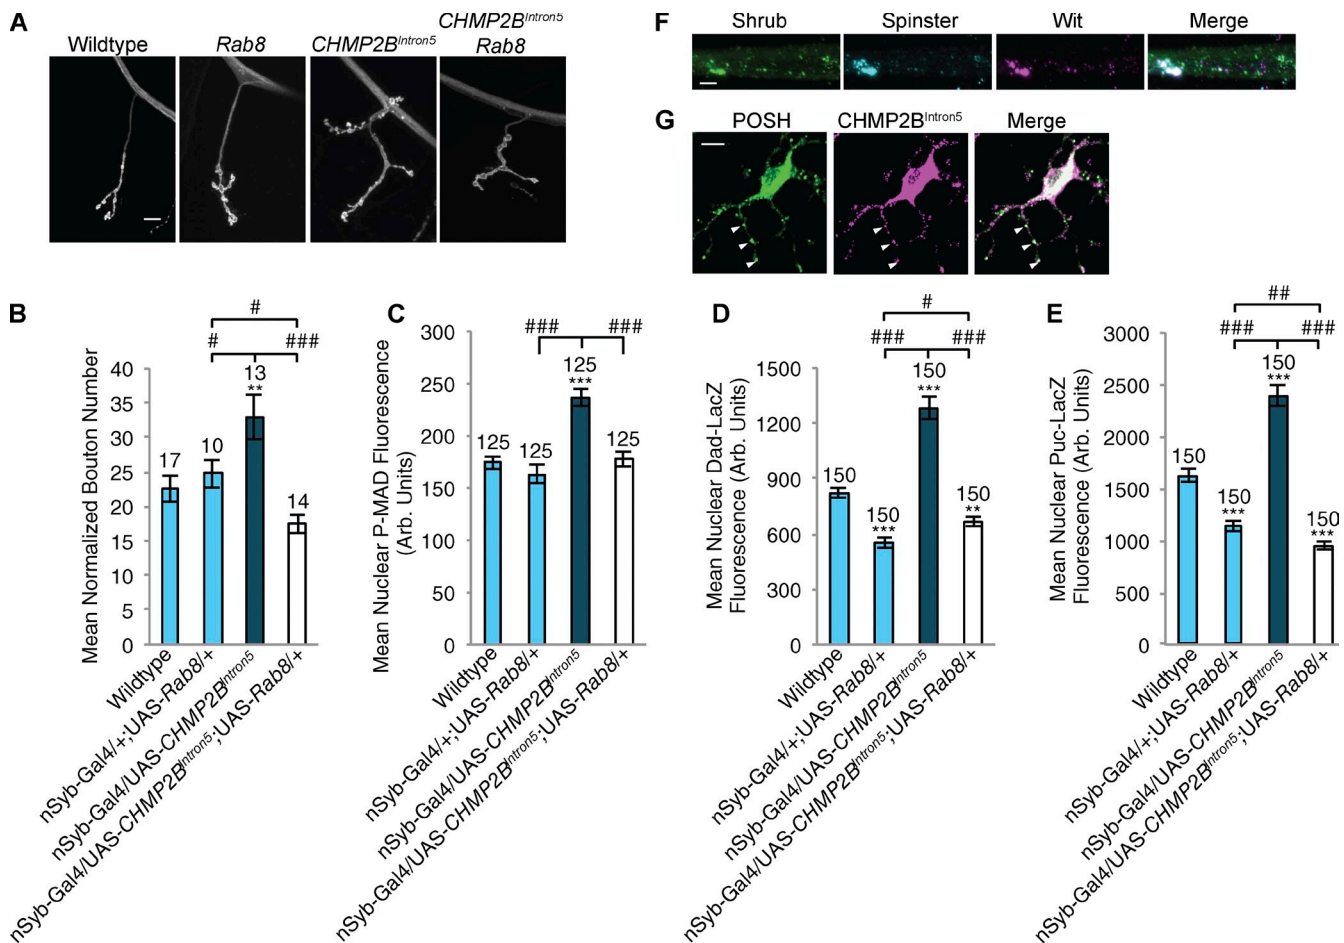 A
Wildtype
Rab8
CHMP2B^Intron5
CHMP2B^Intron5
Rab8
F
Shrub
Spinster
Wit
Merge
G
POSH
CHMP2B^Intron5
Merge
B
Mean Normalized Bouton Number
40
35
30
25
20
15
10
5
0
#
#
###
17
10
13
**
14
Wildtype
nSyb-Gal4/+;UAS-Rab8/+
nSyb-Gal4/UAS-CHMP2B^Intron5
nSyb-Gal4/UAS-CHMP2B^Intron5;UAS-Rab8/+
C
Mean Nuclear P-MAD Fluorescence
(Arb. Units)
300
250
200
150
100
50
0
###
###
125
125
125
***
125
Wildtype
nSyb-Gal4/+;UAS-Rab8/+
nSyb-Gal4/UAS-CHMP2B^Intron5
nSyb-Gal4/UAS-CHMP2B^Intron5;UAS-Rab8/+
D
Mean Nuclear Dad-LacZ
Fluorescence (Arb. Units)
1500
1200
900
600
300
0
#
###
###
150
150
***
150
***
150
**
Wildtype
nSyb-Gal4/+;UAS-Rab8/+
nSyb-Gal4/UAS-CHMP2B^Intron5
nSyb-Gal4/UAS-CHMP2B^Intron5;UAS-Rab8/+
E
Mean Nuclear Puc-LacZ
Fluorescence (Arb. Units)
3000
2500
2000
1500
1000
500
0
##
###
###
150
150
***
150
***
150
***
Wildtype
nSyb-Gal4/+;UAS-Rab8/+
nSyb-Gal4/UAS-CHMP2B^Intron5
nSyb-Gal4/UAS-CHMP2B^Intron5;UAS-Rab8/+